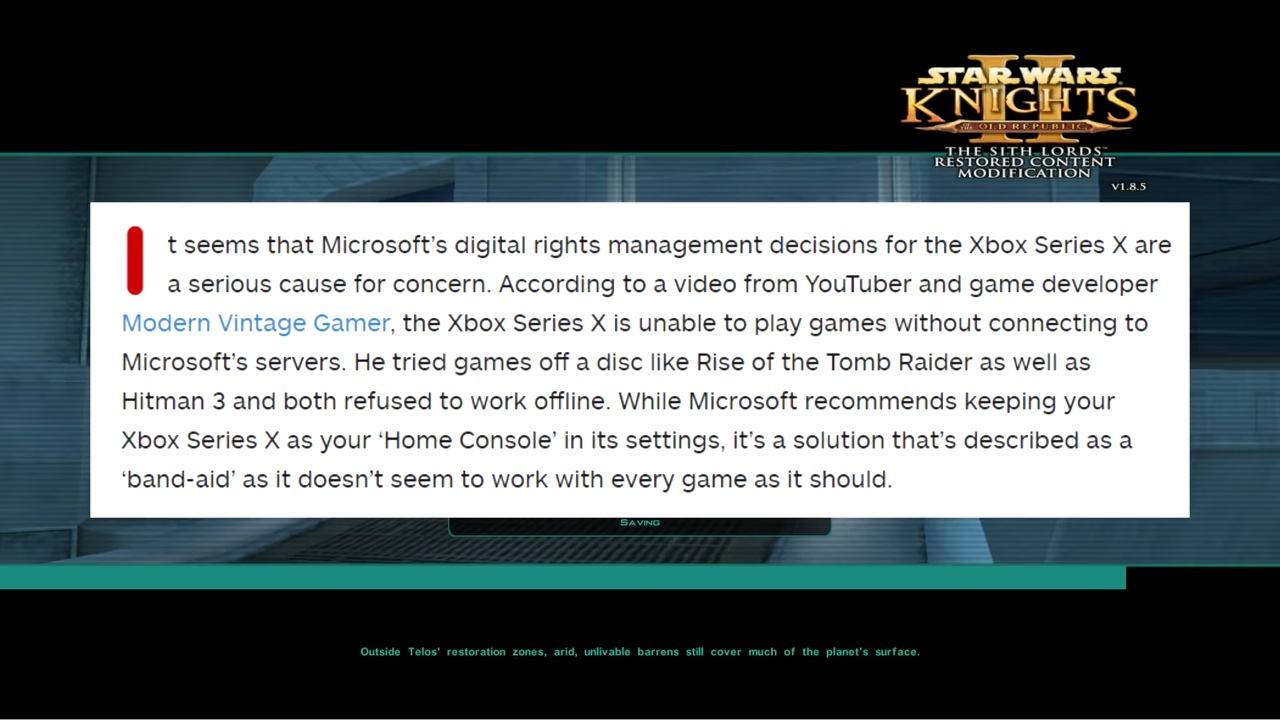 II
STAR WARS
KNIGHTS
OF THE OLD REPUBLIC
THE SITH LORDS™
RESTORED CONTENT
MODIFICATION
v1.8.5
It seems that Microsoft’s digital rights management decisions for the Xbox Series X are
a serious cause for concern. According to a video from YouTuber and game developer
Modern Vintage Gamer, the Xbox Series X is unable to play games without connecting to
Microsoft’s servers. He tried games off a disc like Rise of the Tomb Raider as well as
Hitman 3 and both refused to work offline. While Microsoft recommends keeping your
Xbox Series X as your ‘Home Console’ in its settings, it’s a solution that’s described as a
‘band-aid’ as it doesn’t seem to work with every game as it should.
Saving
Outside Telos' restoration zones, arid, unlivable barrens still cover much of the planet's surface.